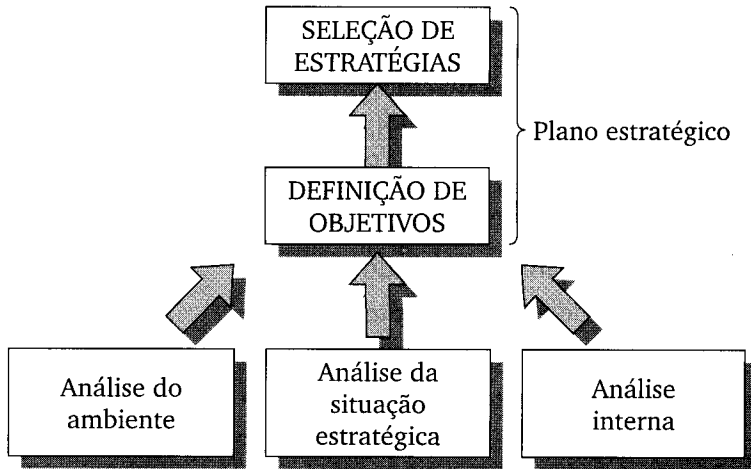 SELEÇÃO DE
ESTRATÉGIAS
Plano estratégico
DEFINIÇÃO DE
OBJETIVOS
Análise do
ambiente
Análise da
situação
estratégica
Análise
interna